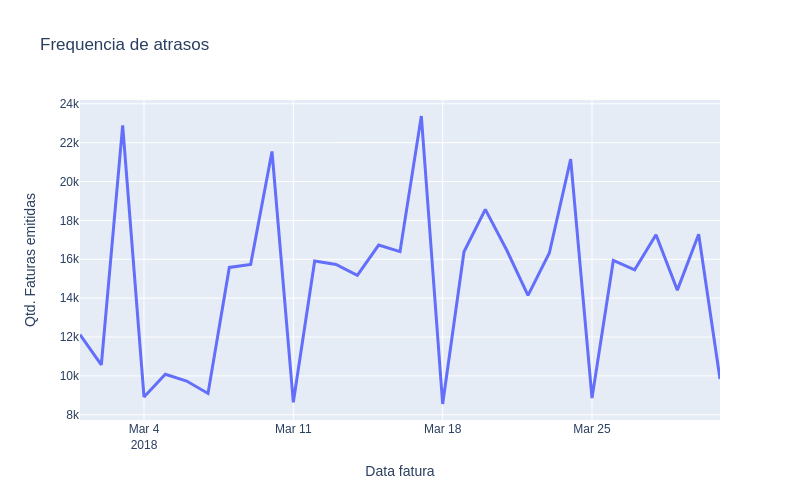 Frequencia de atrasos
24k
22k
20k
18k
16k
14k
12k
10k
8k
Qtd. Faturas emitidas
Mar 4
2018
Mar 11
Mar 18
Mar 25
Data fatura